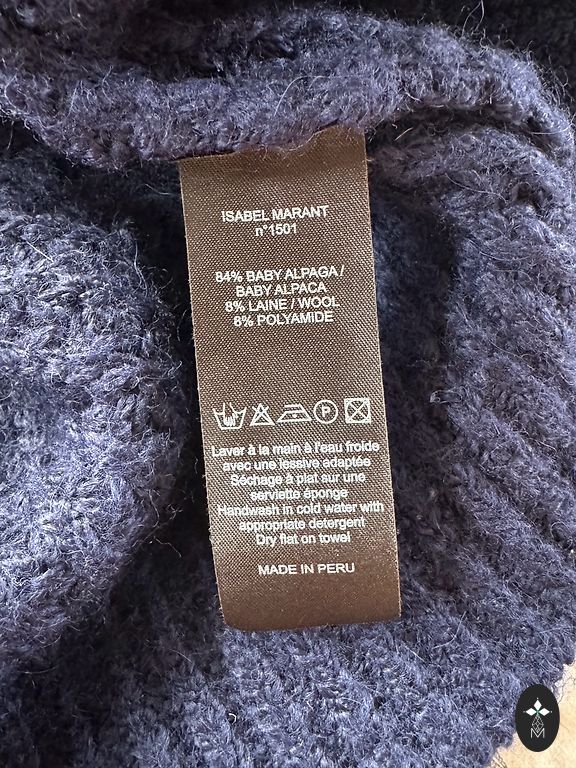 ISABEL MARANT
n°1501
84% BABY ALPAGA /
BABY ALPACA
8% LAINE / WOOL
8% POLYAMIDE
P
Laver à la main à l'eau froide
avec une lessive adaptée
Séchage à plat sur une
serviette éponge
Handwash in cold water with
appropriate detergent
Dry flat on towel
MADE IN PERU
M